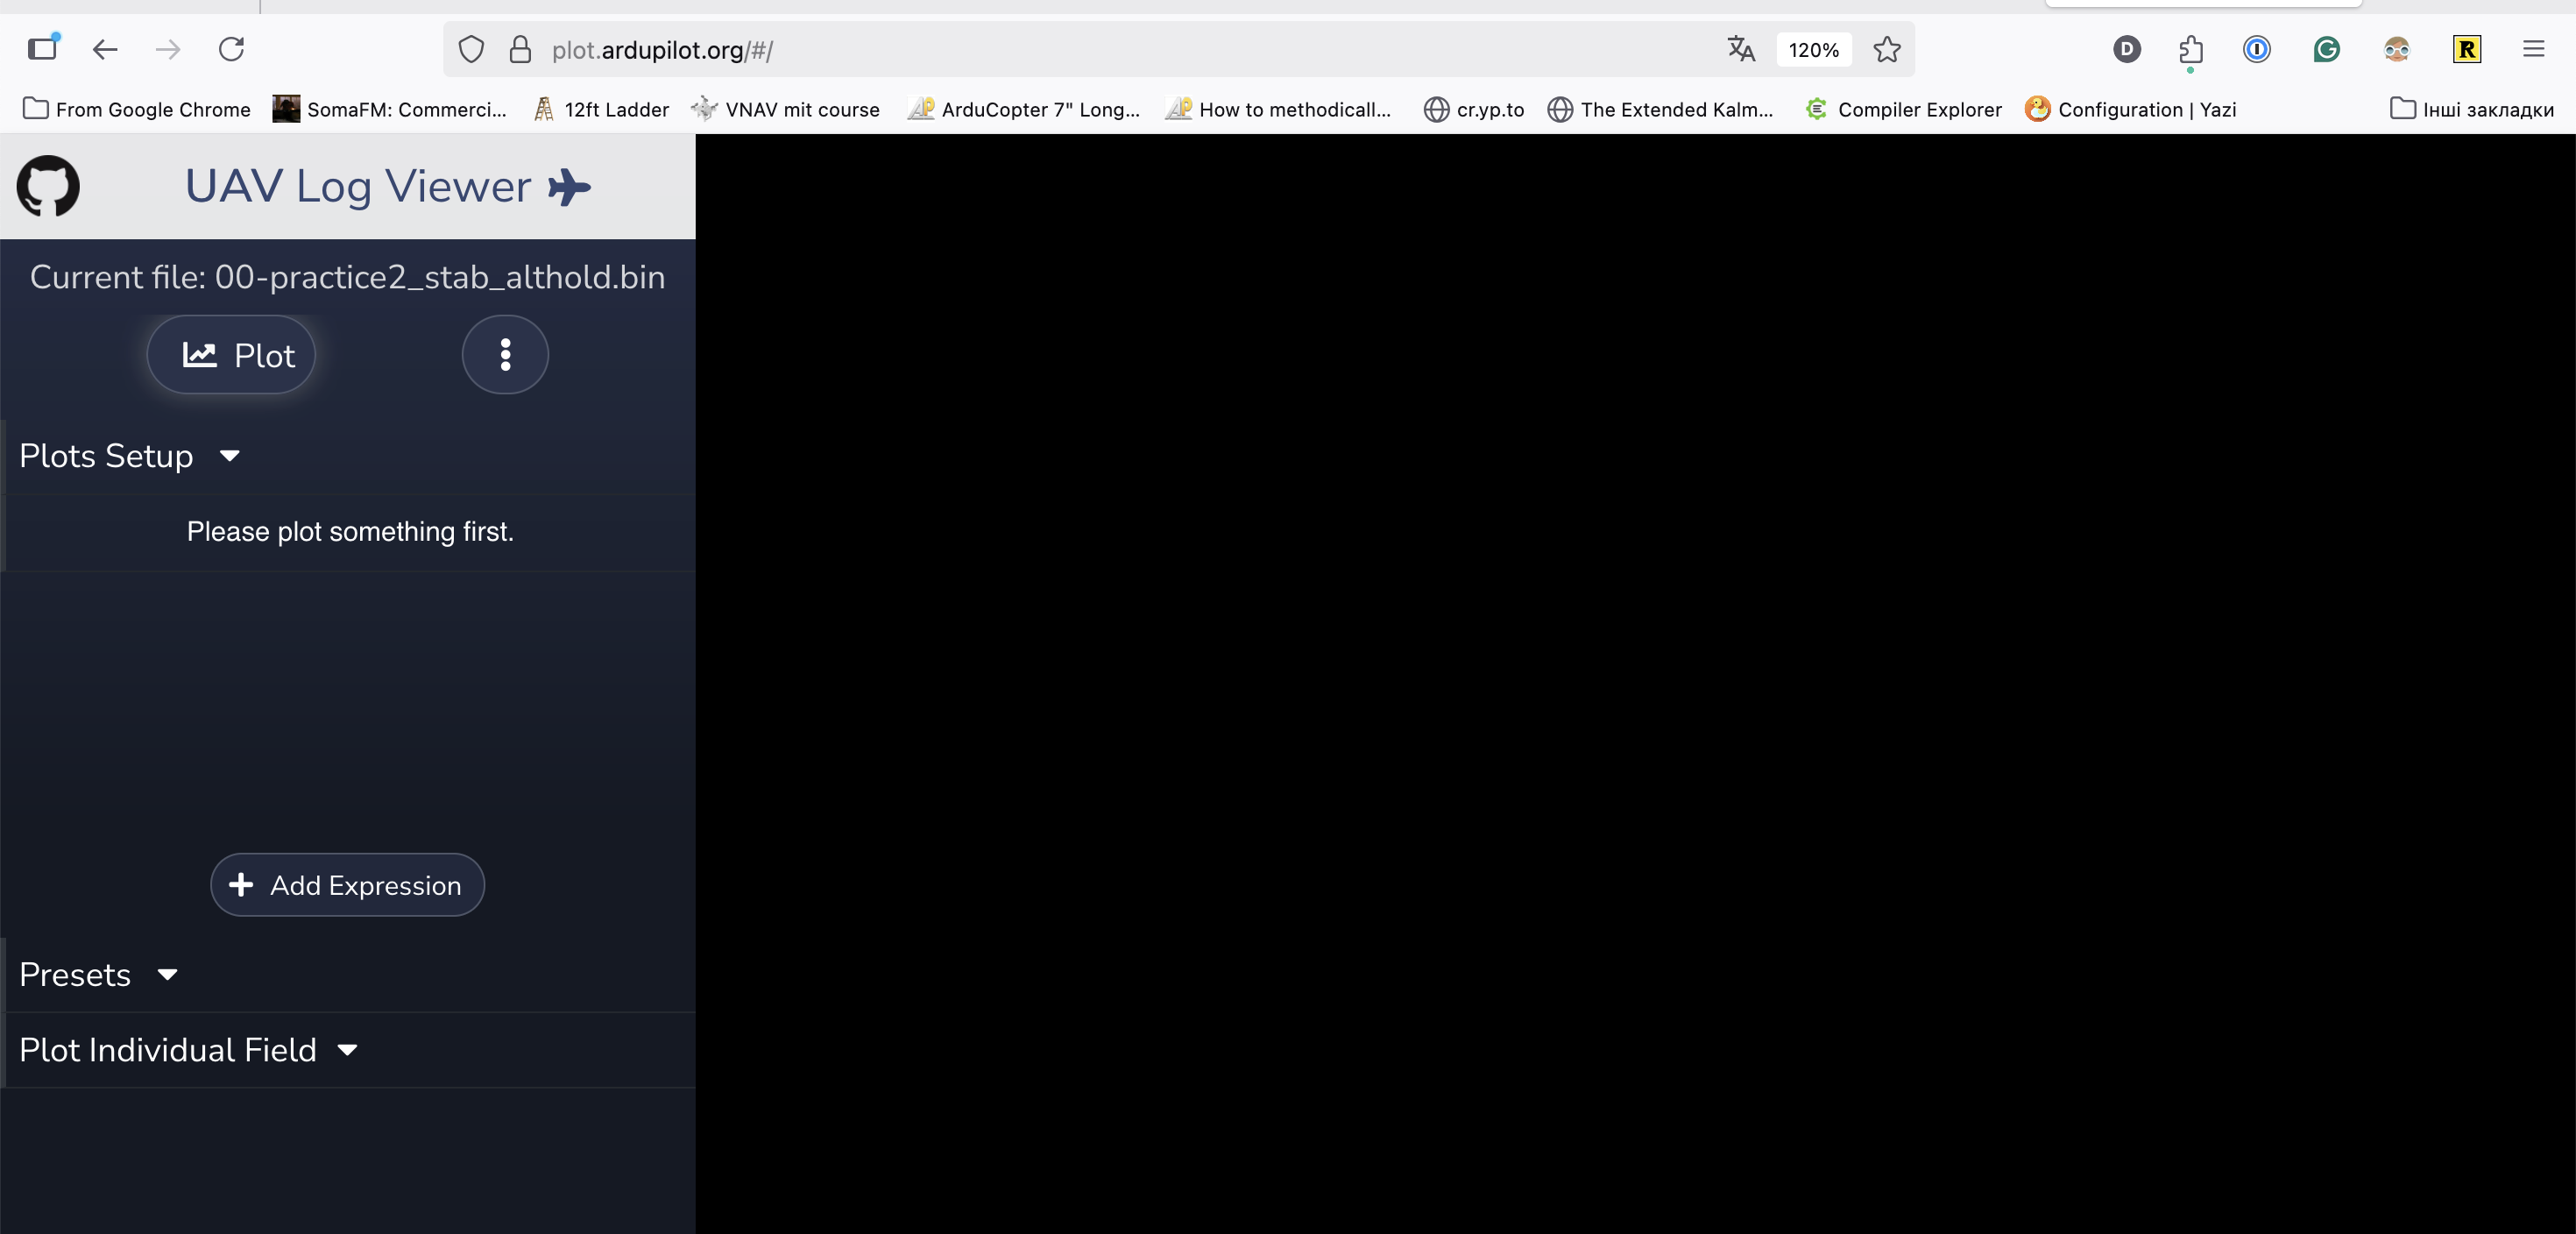 plot.ardupilot.org/#/
120%
D
G
R
From Google Chrome
SomaFM: Commerci...
12ft Ladder
VNAV mit course
AP
ArduCopter 7" Long...
AP
How to methodicall...
cr.yp.to
The Extended Kalm...
Compiler Explorer
Configuration | Yazi
Інші закладки
UAV Log Viewer
Current file: 00-practice2_stab_althold.bin
Plot
Plots Setup
Please plot something first.
Add Expression
Presets
Plot Individual Field